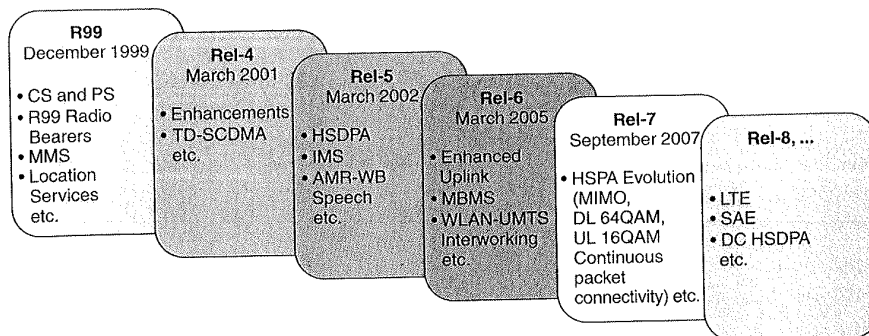 R99
December 1999
• CS and PS
• R99 Radio
Bearers
• MMS
• Location
Services
etc.
Rel-4
March 2001
• Enhancements
• TD-SCDMA
etc.
Rel-5
March 2002
• HSDPA
• IMS
• AMR-WB
Speech
etc.
Rel-6
March 2005
• Enhanced
Uplink
• MBMS
• WLAN-UMTS
Interworking
etc.
Rel-7
September 2007
• HSPA Evolution
(MIMO,
DL 64QAM,
UL 16QAM
Continuous
packet
connectivity) etc.
Rel-8, ...
• LTE
• SAE
• DC HSDPA
etc.